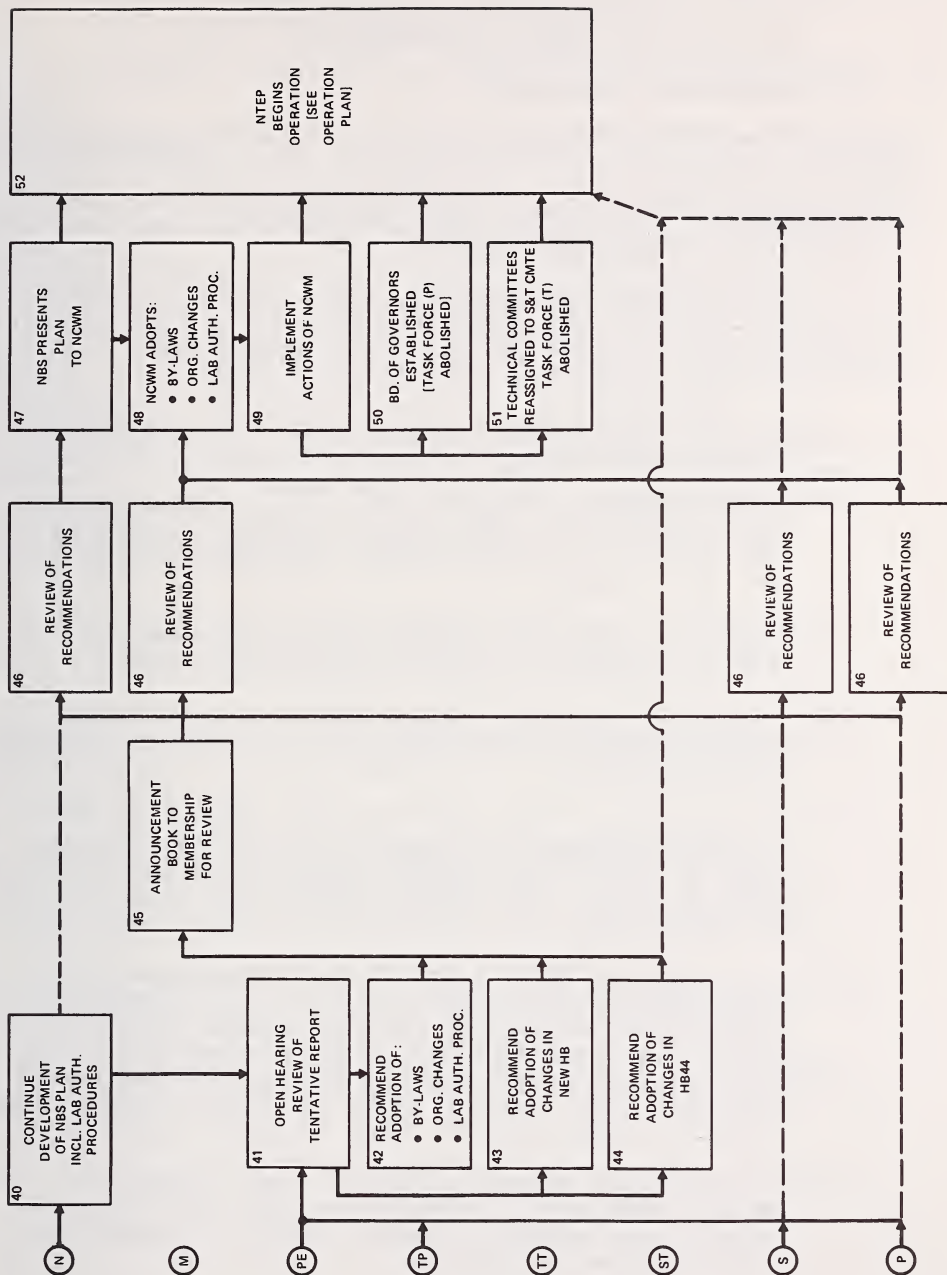 N
M
PE
TP
TT
ST
S
P
40
CONTINUE
DEVELOPMENT
OF NBS PLAN
INCL. LAB AUTH.
PROCEDURES
41
OPEN HEARING
REVIEW OF
TENTATIVE REPORT
42
RECOMMEND
ADOPTION OF:
● BY-LAWS
● ORG. CHANGES
● LAB AUTH. PROC.
43
RECOMMEND
ADOPTION OF
CHANGES IN
NEW HB
44
RECOMMEND
ADOPTION OF
CHANGES IN
HB44
45
ANNOUNCEMENT
BOOK TO
MEMBERSHIP
FOR REVIEW
46
REVIEW OF
RECOMMENDATIONS
46
REVIEW OF
RECOMMENDATIONS
46
REVIEW OF
RECOMMENDATIONS
46
REVIEW OF
RECOMMENDATIONS
47
NBS PRESENTS
PLAN
TO NCWM
48
NCWM ADOPTS:
● BY-LAWS
● ORG. CHANGES
● LAB AUTH. PROC.
49
IMPLEMENT
ACTIONS OF NCWM
50
BD. OF GOVERNORS
ESTABLISHED
[TASK FORCE (P)
ABOLISHED]
51
TECHNICAL COMMITTEES
REASSIGNED TO S&T CMTE
TASK FORCE (T)
ABOLISHED
52
NTEP
BEGINS
OPERATION
[SEE
OPERATION
PLAN]